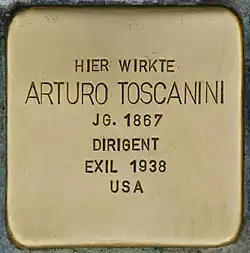 HIER WIRKTE
ARTURO TOSCANINI
JG. 1867
DIRIGENT
EXIL 1938
USA